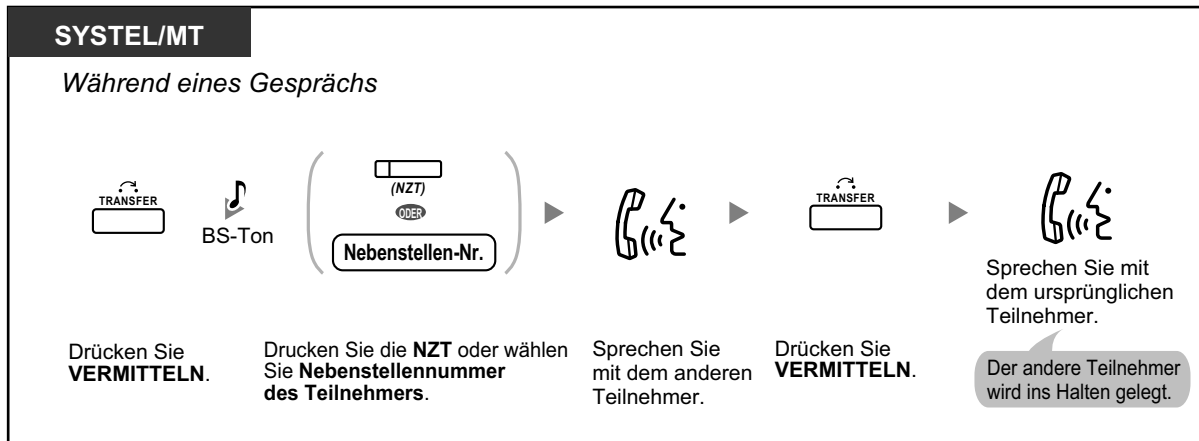 SYSTEL/MT
Während eines Gesprächs
TRANSFER
BS-Ton
(NZT)
ODER
Nebenstellen-Nr.
TRANSFER
Drücken Sie
VERMITTELN.
Drucken Sie die NZT oder wählen
Sie Nebenstellennummer
des Teilnehmers.
Sprechen Sie
mit dem anderen
Teilnehmer.
Drücken Sie
VERMITTELN.
Sprechen Sie mit
dem ursprünglichen
Teilnehmer.
Der andere Teilnehmer
wird ins Halten gelegt.